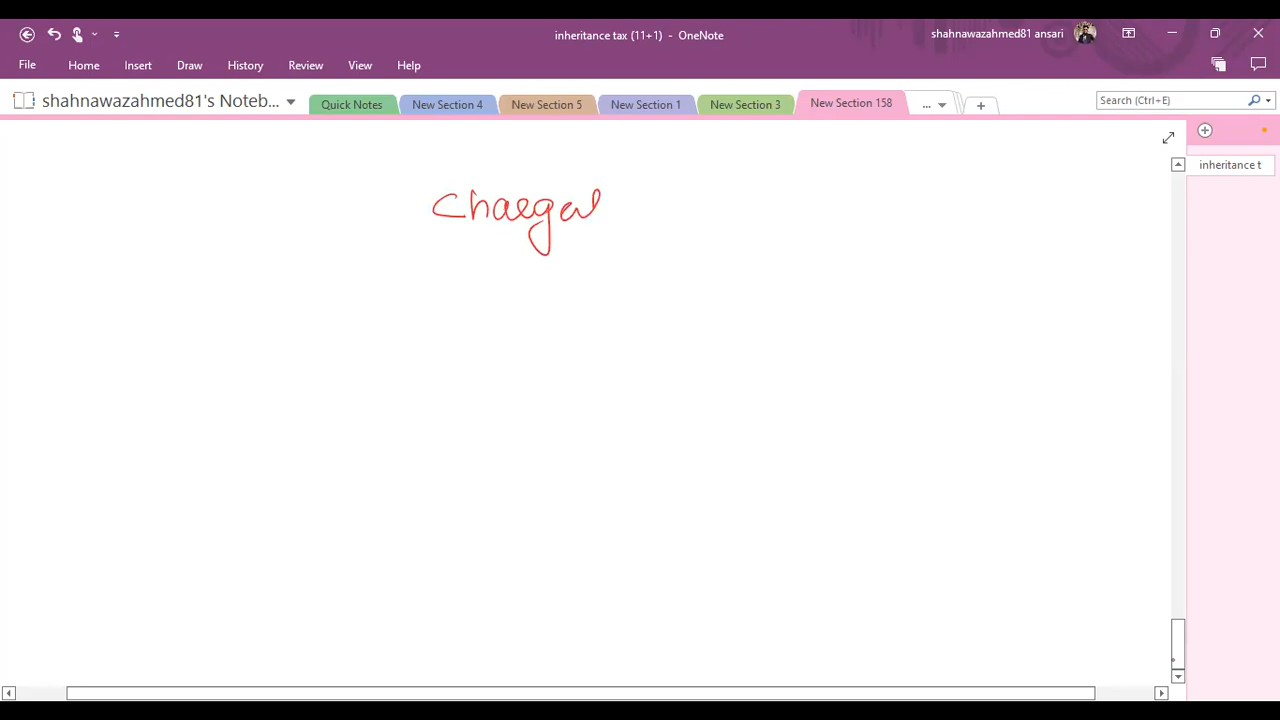 inheritance tax (11+1) - OneNote
shahnawazahmed81 ansari
File Home Insert Draw History Review View Help
shahnawazahmed81's Noteb... Quick Notes New Section 4 New Section 5 New Section 1 New Section 3 New Section 158 ... Search (Ctrl+E)
inheritance t